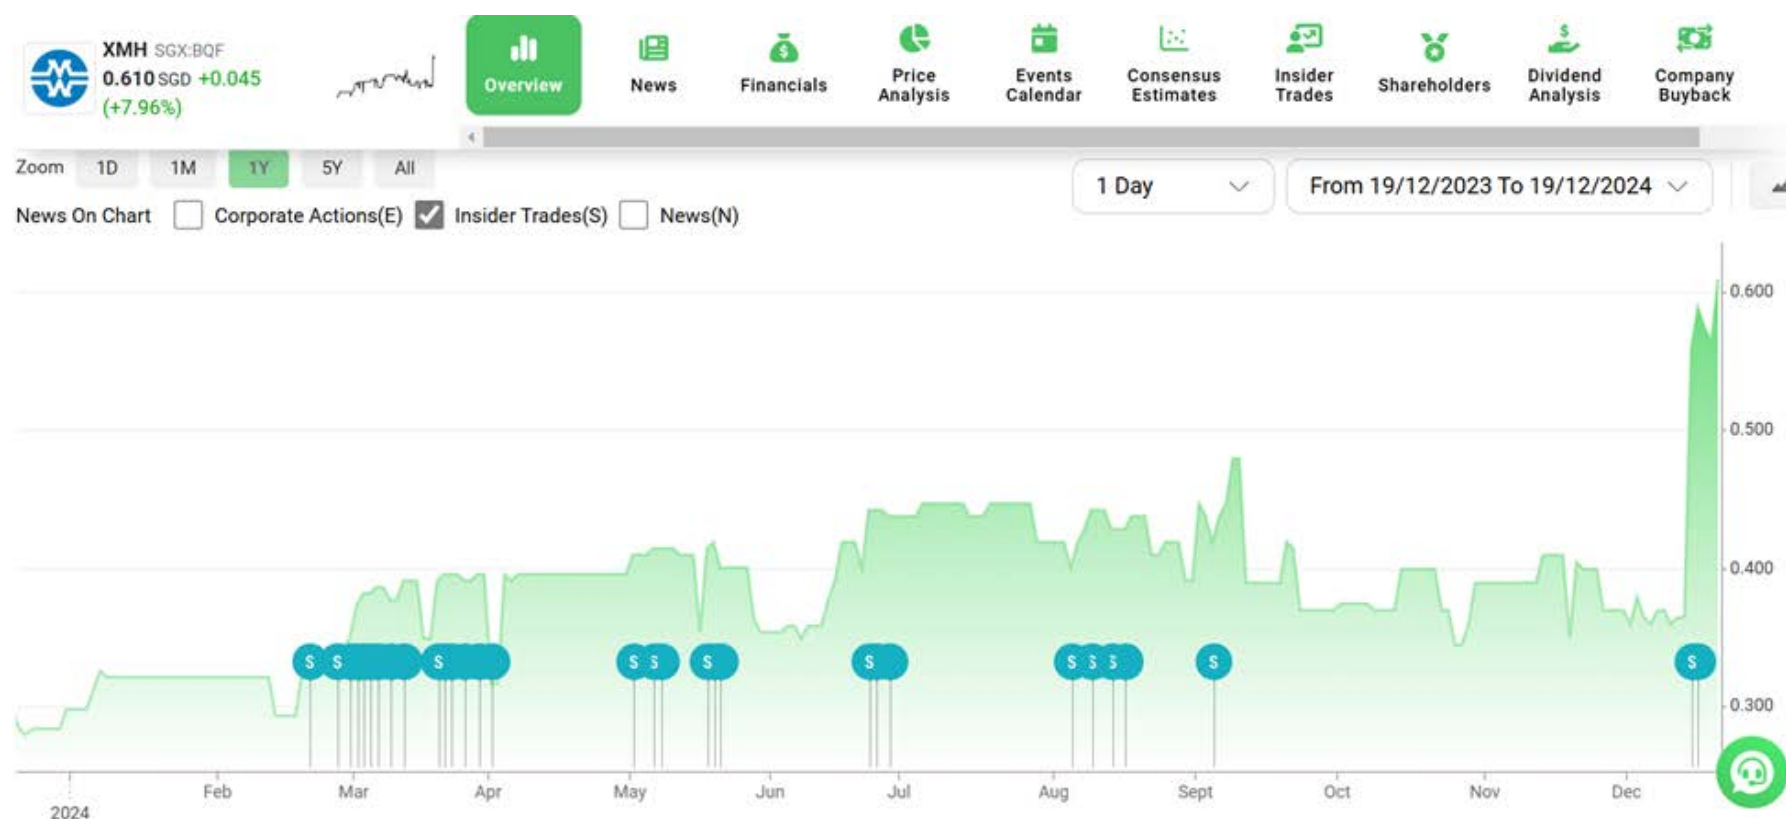 XMH SGX:BQF
0.610 SGD +0.045
(+7.96%)
Overview
News
Financials
Price
Analysis
Events
Calendar
Consensus
Estimates
Insider
Trades
Shareholders
Dividend
Analysis
Company
Buyback
Zoom 1D 1M 1Y 5Y All
1 Day
From 19/12/2023 To 19/12/2024
News On Chart Corporate Actions(E) Insider Trades(S) News(N)
0.600
0.500
0.400
0.300
S S S S S S S S S S S S
Feb Mar Apr May Jun Jul Aug Sept Oct Nov Dec
2024